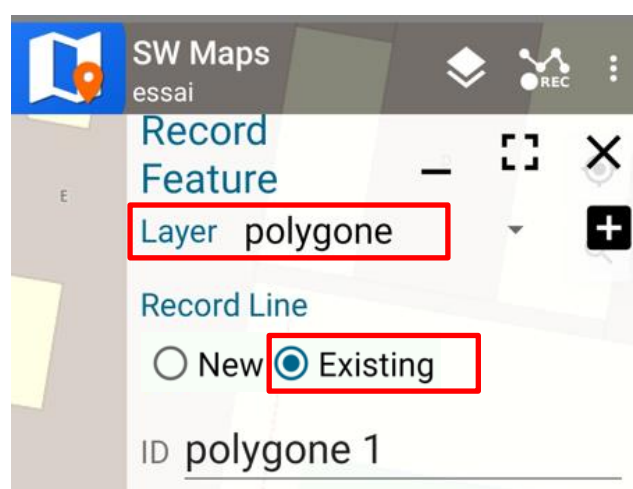 SW Maps
essai
REC
Record
Feature
E
Layer polygone
Record Line
New Existing
ID polygone 1